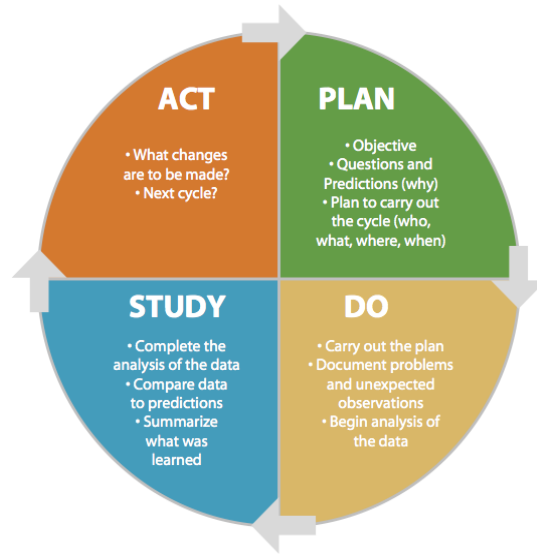 ACT
• What changes
are to be made?
• Next cycle?
PLAN
• Objective
• Questions and
Predictions (why)
• Plan to carry out
the cycle (who,
what, where, when)
STUDY
• Complete the
analysis of the data
• Compare data
to predictions
• Summarize
what was
learned
DO
• Carry out the plan
• Document problems
and unexpected
observations
• Begin analysis of
the data